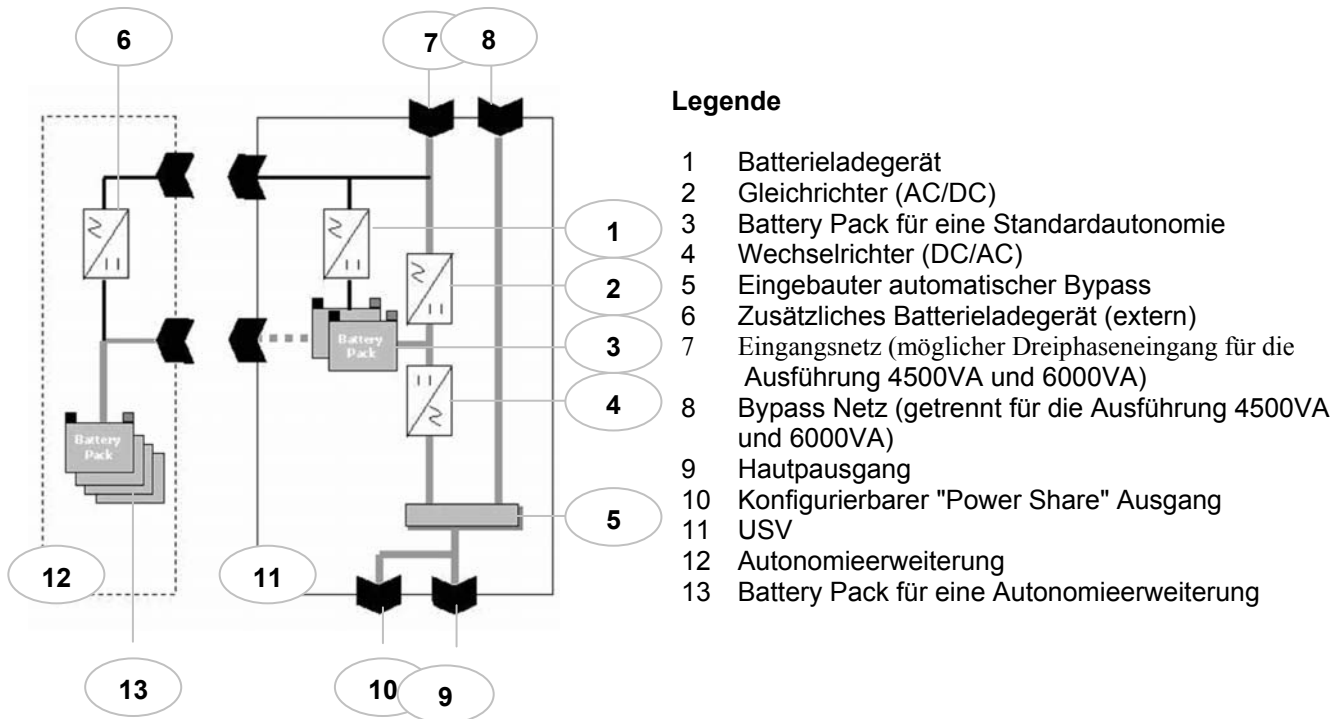 6
7
8
Legende
1 Batterieladegerät
2 Gleichrichter (AC/DC)
3 Battery Pack für eine Standardautonomie
4 Wechselrichter (DC/AC)
5 Eingebauter automatischer Bypass
6 Zusätzliches Batterieladegerät (extern)
7 Eingangsnetz (möglicher Dreiphaseneingang für die
Ausführung 4500VA und 6000VA)
8 Bypass Netz (getrennt für die Ausführung 4500VA
und 6000VA)
9 Hautpausgang
10 Konfigurierbarer "Power Share" Ausgang
11 USV
12 Autonomieerweiterung
13 Battery Pack für eine Autonomieerweiterung
1
2
Battery
Pack
3
4
Battery
Pack
5
12
11
13
10
9